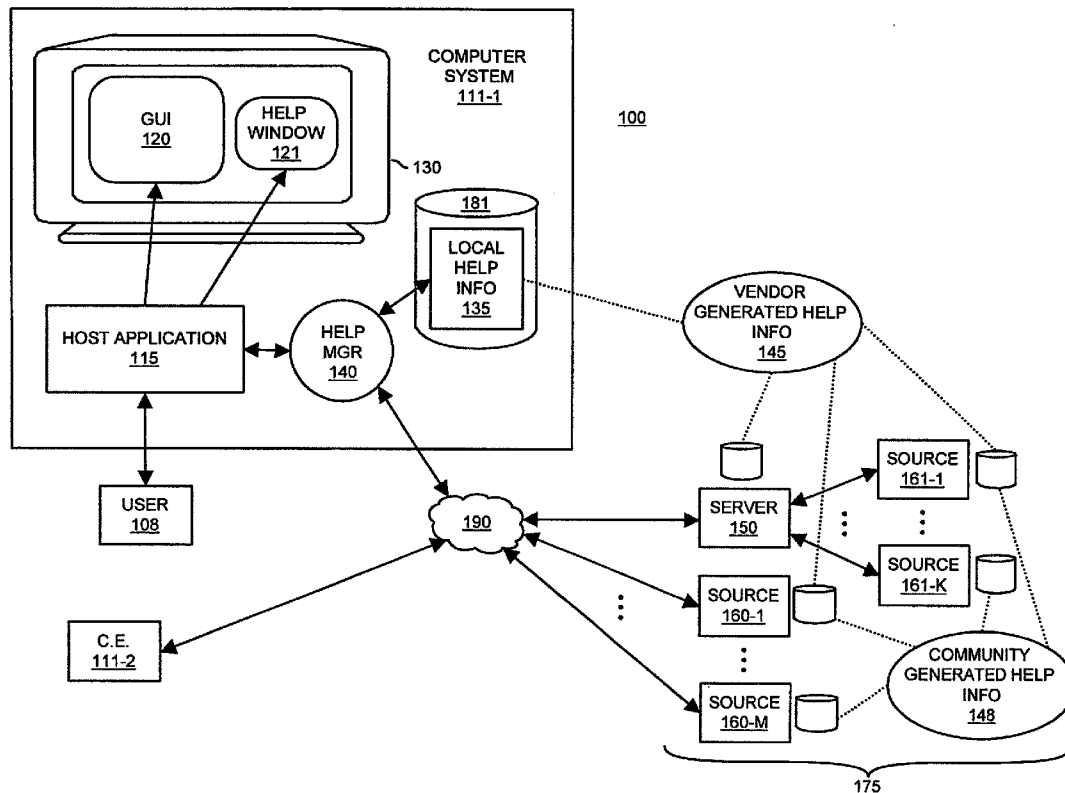 COMPUTER
SYSTEM
111-1
100
GUI
120
HELP
WINDOW
121
130
181
LOCAL
HELP
INFO
135
VENDOR
GENERATED HELP
INFO
145
HOST APPLICATION
115
HELP
MGR
140
USER
108
190
SERVER
150
SOURCE
161-1
SOURCE
161-K
SOURCE
160-1
C.E.
111-2
SOURCE
160-M
COMMUNITY
GENERATED HELP
INFO
148
175